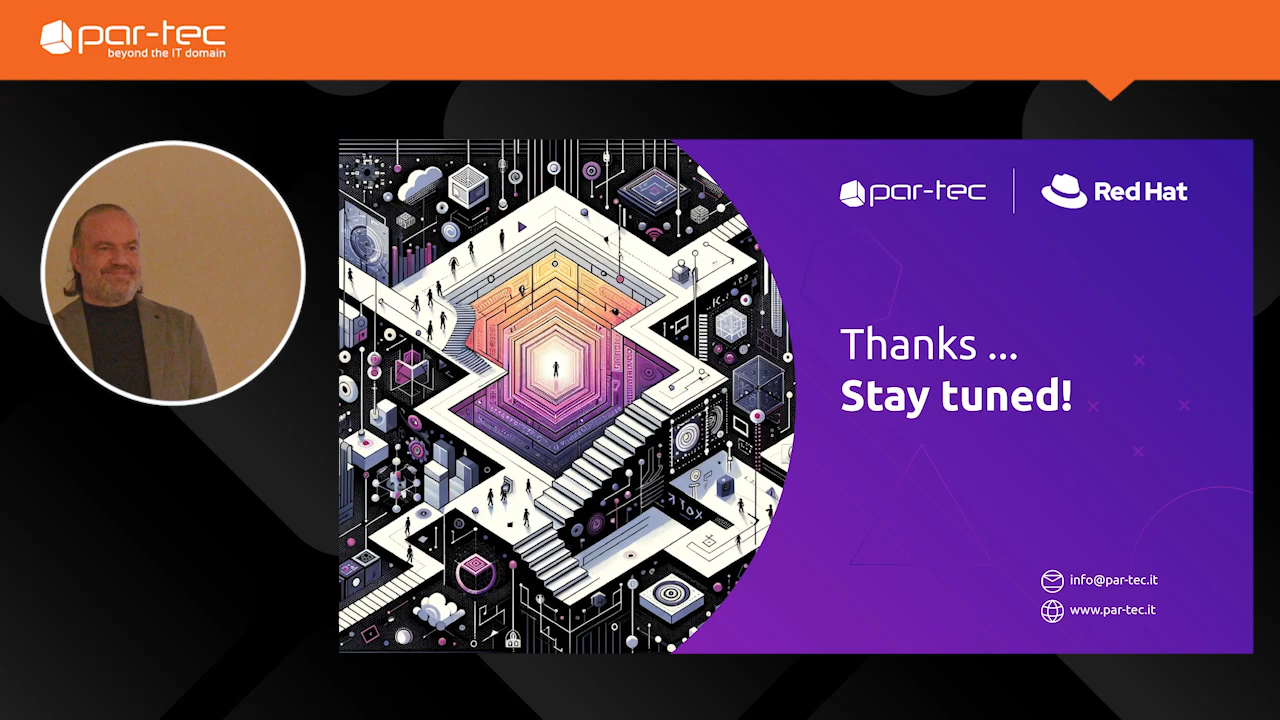 par-tec
beyond the IT domain
par-tec
Red Hat
Thanks ...
Stay tuned!
info@par-tec.it
www.par-tec.it